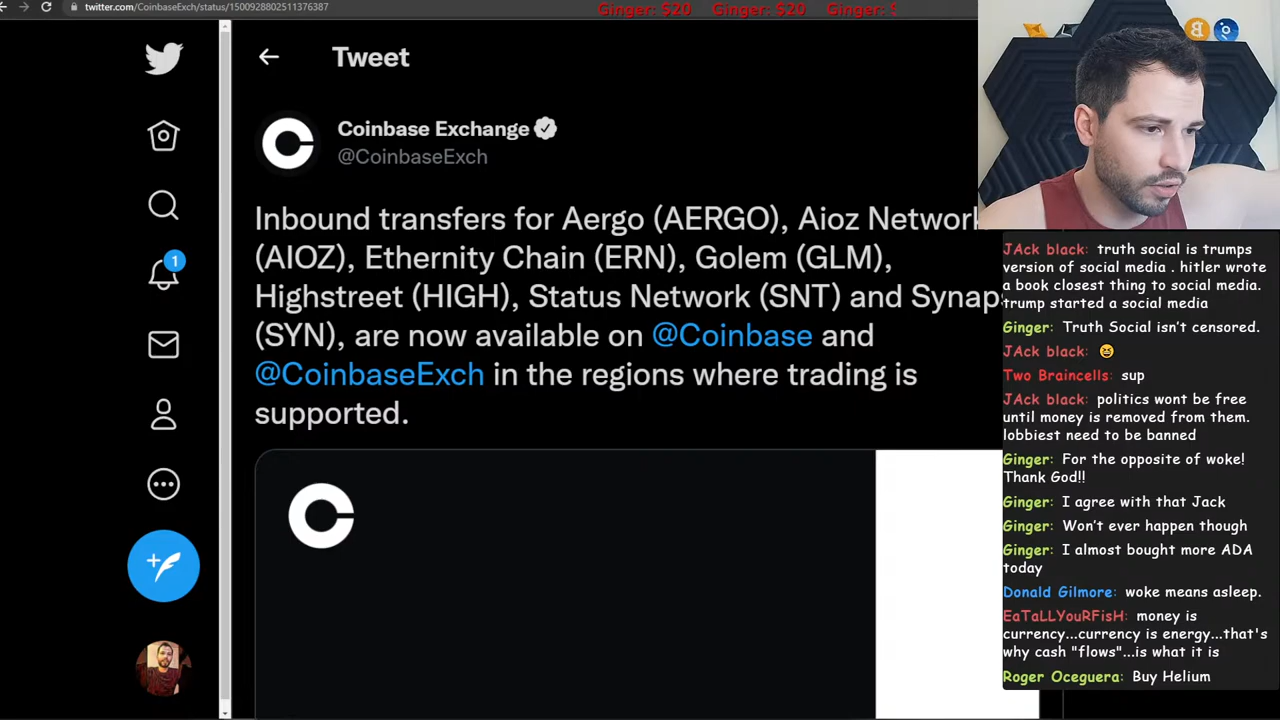 twitter.com/CoinbaseExch/status/1500928802511376387
Ginger: $20 Ginger: $20 Ginger: $
Tweet
Coinbase Exchange
@CoinbaseExch
Inbound transfers for Aergo (AERGO), Aioz Network
(AIOZ), Ethernity Chain (ERN), Golem (GLM),
Highstreet (HIGH), Status Network (SNT) and Synaps
(SYN), are now available on @Coinbase and
@CoinbaseExch in the regions where trading is
supported.
1
JAck black: truth social is trumps
version of social media . hitler wrote
a book closest thing to social media.
trump started a social media
Ginger: Truth Social isn't censored.
JAck black: 😆
Two Braincells: sup
JAck black: politics wont be free
until money is removed from them.
lobbiest need to be banned
Ginger: For the opposite of woke!
Thank God!!
Ginger: I agree with that Jack
Ginger: Won't ever happen though
Ginger: I almost bought more ADA
today
Donald Gilmore: woke means asleep.
EaTaLLYouRFisH: money is
currency...currency is energy...that's
why cash "flows"...is what it is
Roger Oceguera: Buy Helium